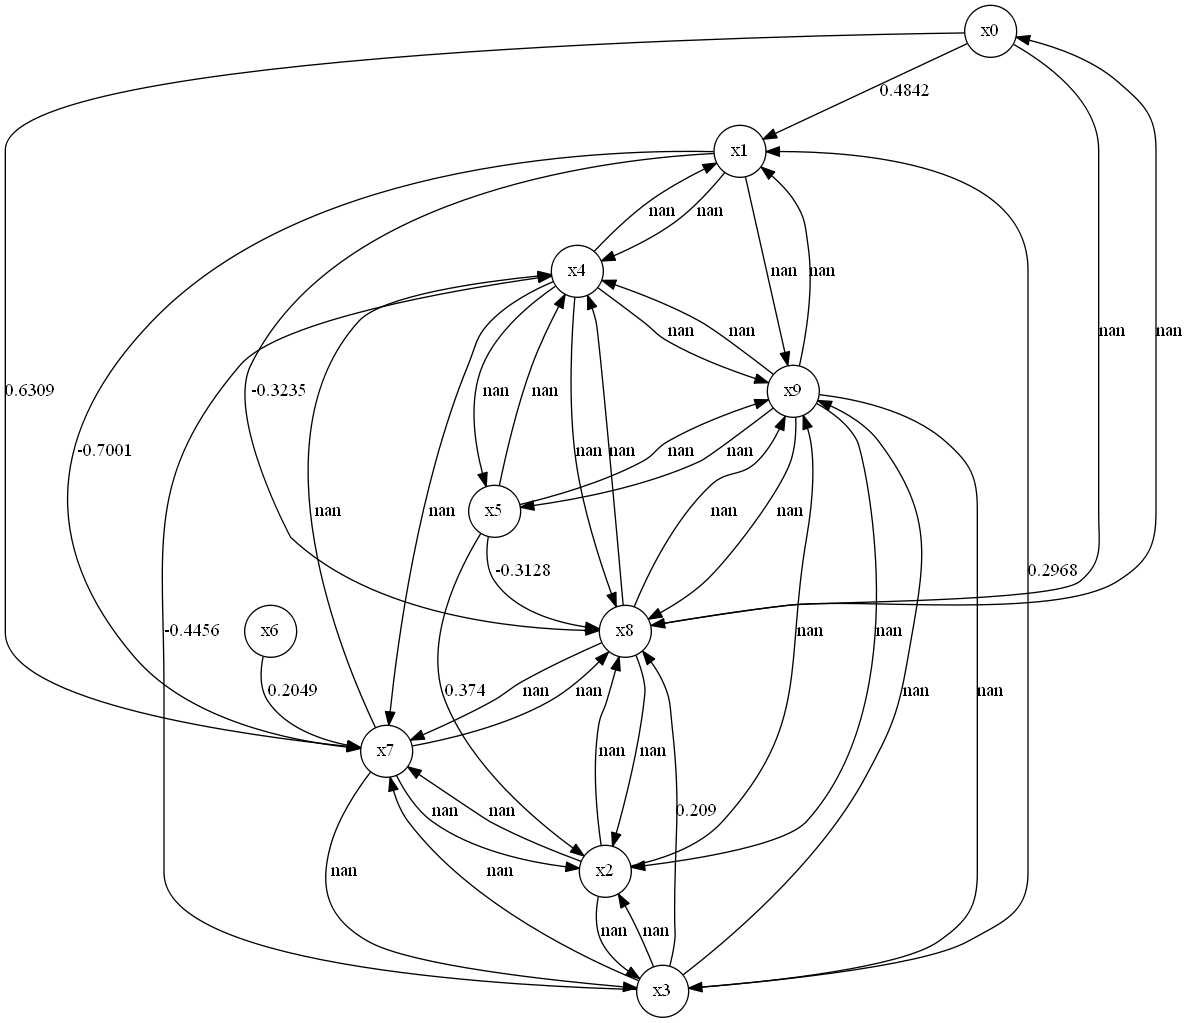 x0
0.4842
x1
nan nan
x4
nan nan
nan nan nan nan
0.6309 -0.3235 nan nan x9
-0.7001 nan nan nan nan
nan nan x5 nan nan
-0.3128 0.2968
-0.4456 x6 x8 nan nan
0.2049 0.374 nan nan nan nan
x7 nan nan
nan nan 0.209
nan nan x2
nan nan
x3